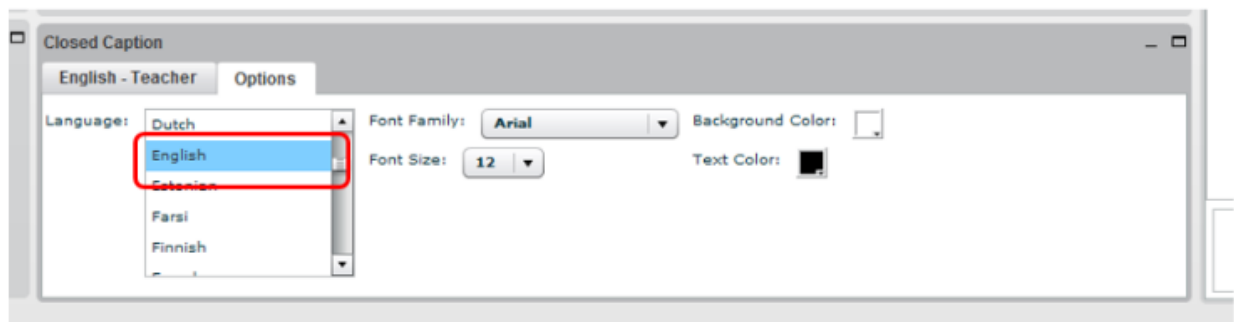 Closed Caption
English - Teacher Options
Language: Dutch Font Family: Arial Background Color:
English Font Size: 12 Text Color:
Estonian
Farsi
Finnish